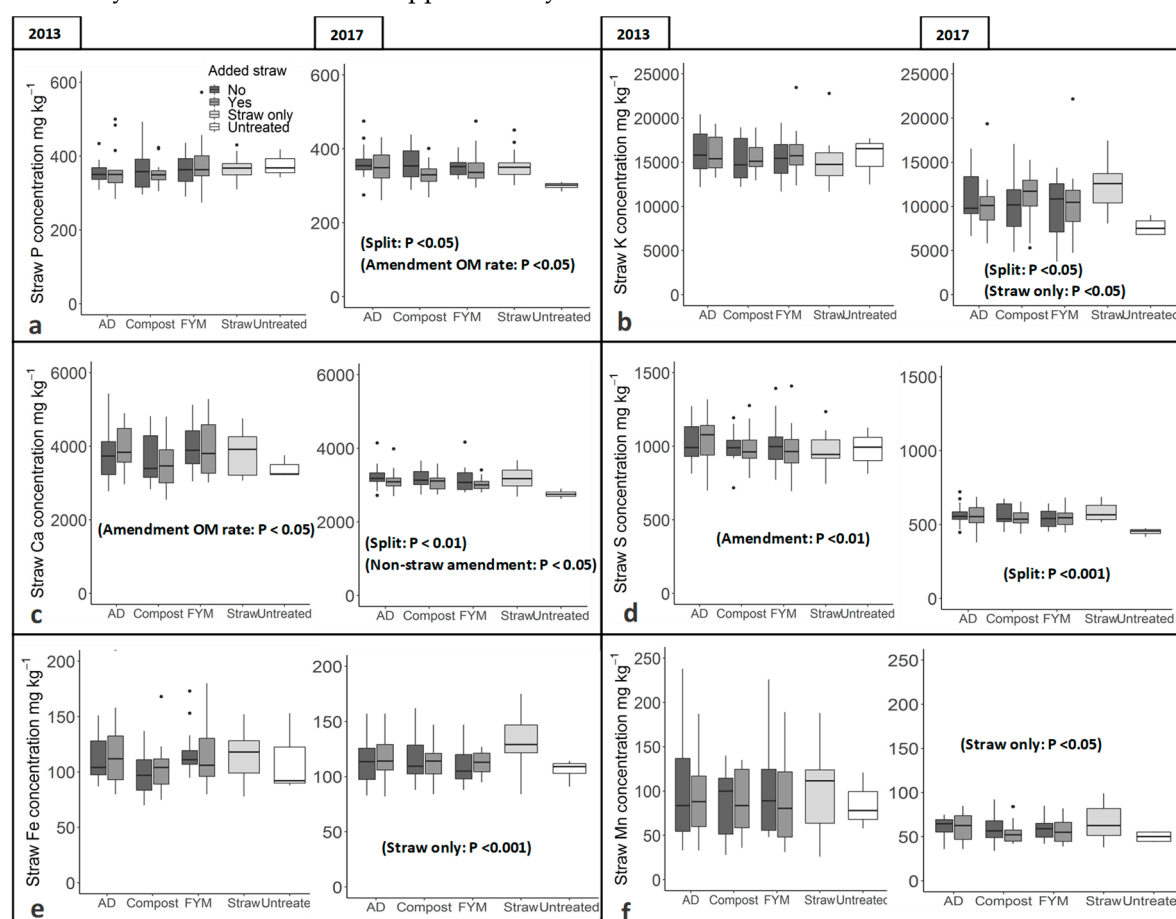 2013
2017
2013
2017
Straw P concentration mg kg⁻¹
600
400
200
0
Added straw
No
Yes
Straw only
Untreated
AD Compost FYM Straw Untreated
a
600
400
200
0
(Split: P <0.05)
(Amendment OM rate: P <0.05)
AD Compost FYM Straw Untreated
Straw K concentration mg kg⁻¹
25000
20000
15000
10000
5000
0
AD Compost FYM Straw Untreated
b
25000
20000
15000
10000
5000
0
(Split: P <0.05)
(Straw only: P <0.05)
AD Compost FYM Straw Untreated
Straw Ca concentration mg kg⁻¹
6000
4000
2000
0
(Amendment OM rate: P < 0.05)
AD Compost FYM Straw Untreated
c
6000
4000
2000
0
(Split: P < 0.01)
(Non-straw amendment: P < 0.05)
AD Compost FYM Straw Untreated
Straw S concentration mg kg⁻¹
1500
1000
500
0
(Amendment: P <0.01)
AD Compost FYM Straw Untreated
d
1500
1000
500
0
(Split: P <0.001)
AD Compost FYM Straw Untreated
Straw Fe concentration mg kg⁻¹
200
150
100
50
0
AD Compost FYM Straw Untreated
e
200
150
100
50
0
(Straw only: P <0.001)
AD Compost FYM Straw Untreated
Straw Mn concentration mg kg⁻¹
250
200
150
100
50
0
AD Compost FYM Straw Untreated
f
250
200
150
100
50
0
(Straw only: P <0.05)
AD Compost FYM Straw Untreated